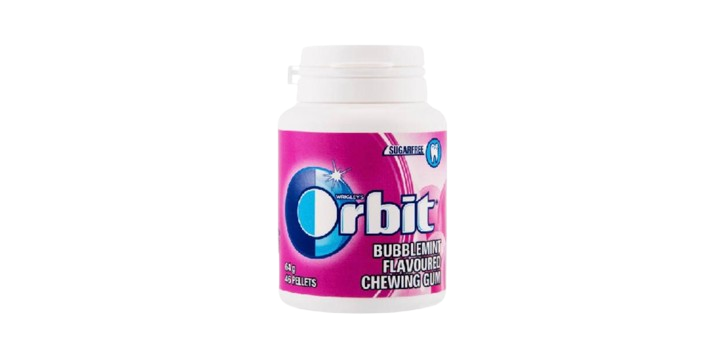 SUGARFREE
WRIGLEY'S
Orbit
BUBBLEMINT
FLAVOURED
CHEWING GUM
64g
46 PELLETS